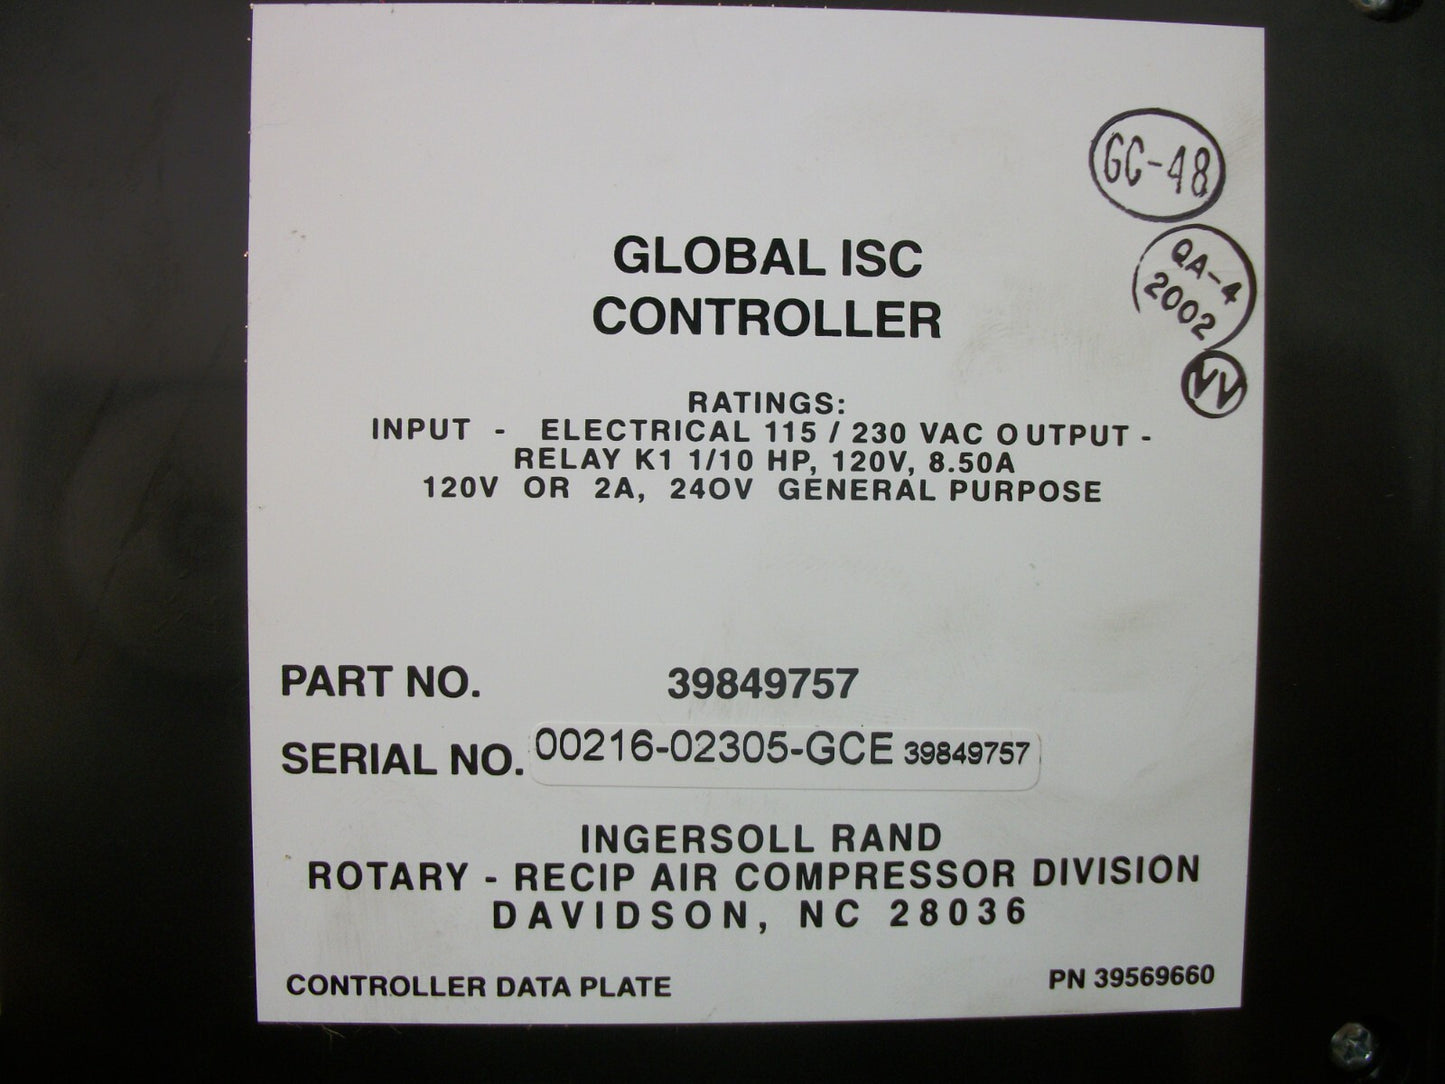 GC-48
QA-4
2002
VV
GLOBAL ISC
CONTROLLER
RATINGS:
INPUT - ELECTRICAL 115 / 230 VAC OUTPUT -
RELAY K1 1/10 HP, 120V, 8.50A
120V OR 2A, 24OV GENERAL PURPOSE
PART NO. 39849757
SERIAL NO. 00216-02305-GCE 39849757
INGERSOLL RAND
ROTARY - RECIP AIR COMPRESSOR DIVISION
DAVIDSON, NC 28036
CONTROLLER DATA PLATE PN 39569660